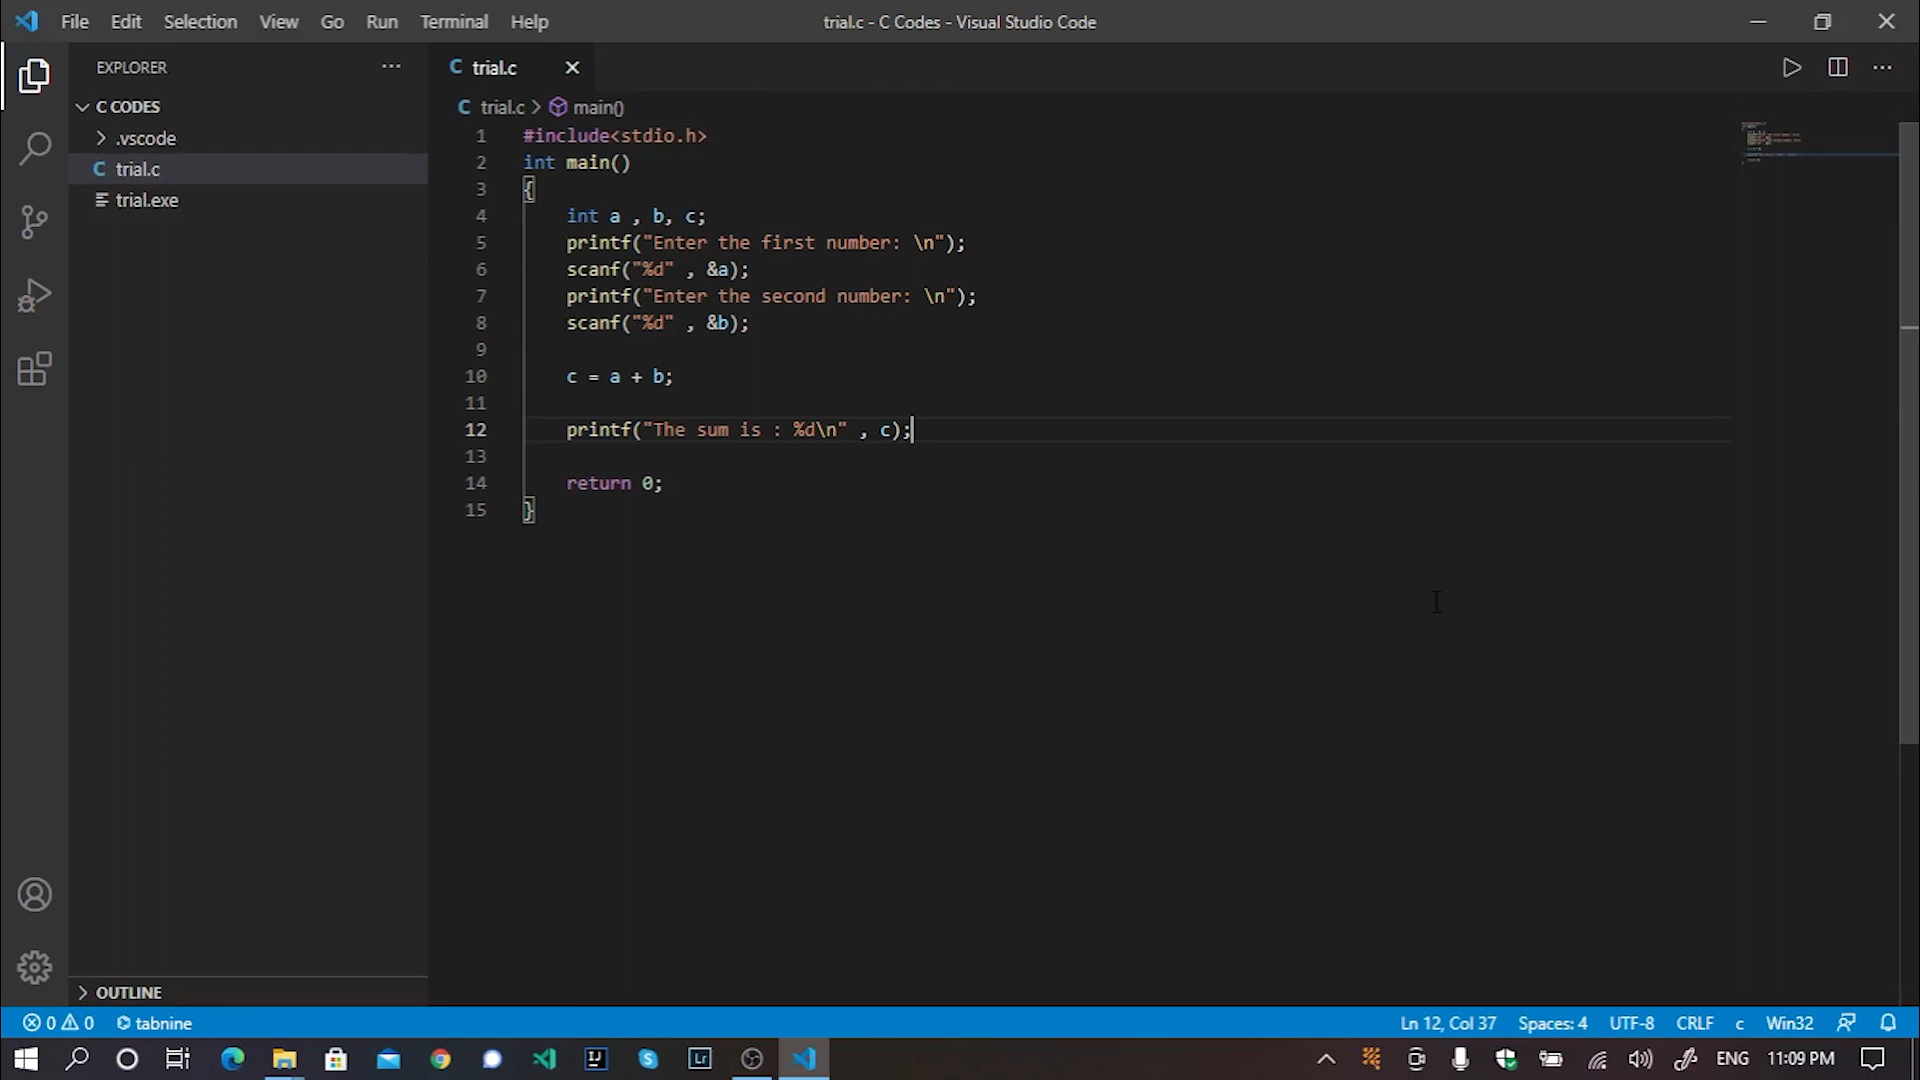 File Edit Selection View Go Run Terminal Help
trial.c - C Codes - Visual Studio Code
EXPLORER
C CODES
.vscode
C trial.c
trial.exe
C trial.c
C trial.c > main()
1 #include<stdio.h>
2 int main()
3 {
4 int a , b, c;
5 printf("Enter the first number: \n");
6 scanf("%d" , &a);
7 printf("Enter the second number: \n");
8 scanf("%d" , &b);
9
10 c = a + b;
11
12 printf("The sum is : %d\n" , c);
13
14 return 0;
15 }
OUTLINE
0 0 tabnine
Ln 12, Col 37 Spaces: 4 UTF-8 CRLF c Win32
IJ S Lr
ENG 11:09 PM